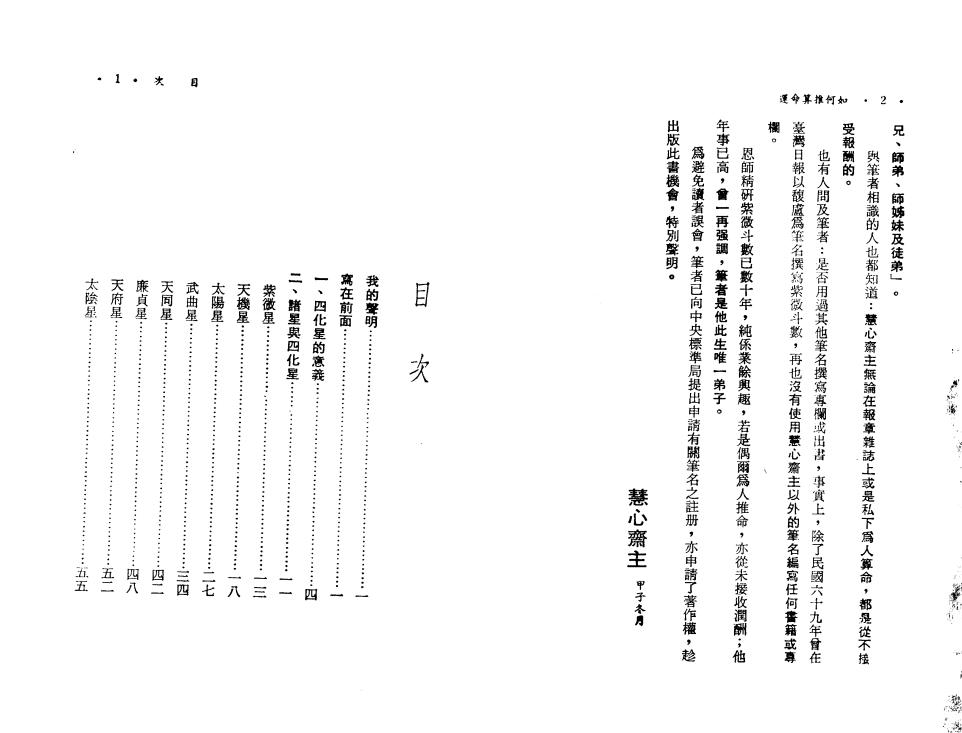 ・2・如何推算命運
兄、師弟、師姊妹及徒弟」。
與筆者相識的人也都知道：慧心齋主無論在報章雜誌上或是私下爲人算命，都是從不接
受報酬的。
也有人問及筆者：是否用過其他筆名撰寫專欄或出書，事實上，除了民國六十九年曾在
臺灣日報以馥廬爲筆名撰寫紫微斗數，再也沒有使用慧心齋主以外的筆名編寫任何書籍或專
欄。
恩師精研紫微斗數已數十年，純係業餘興趣，若是偶爾爲人推命，亦從未接收潤酬；他
年事已高，曾一再强調，筆者是他此生唯一弟子。
爲避免讀者誤會，筆者已向中央標準局提出申請有關筆名之註册，亦申請了著作權，趁
出版此書機會，特別聲明。
慧心齋主 甲子冬月
目次・1・
目次
我的聲明……一
寫在前面……一
一、四化星的意義……四
二、諸星與四化星……一一
紫微星……一三
天機星……一八
太陽星……二七
武曲星……三四
天同星……四二
廉貞星……四八
天府星……五二
太陰星……五五